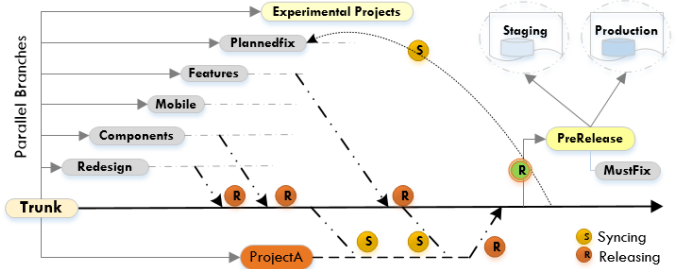 Experimental Projects
Parallel Branches
Plannedfix
S
Staging
Production
Features
Mobile
Components
PreRelease
Redesign
R
MustFix
R
R
R
Trunk
S
S
R
S Syncing
ProjectA
R Releasing